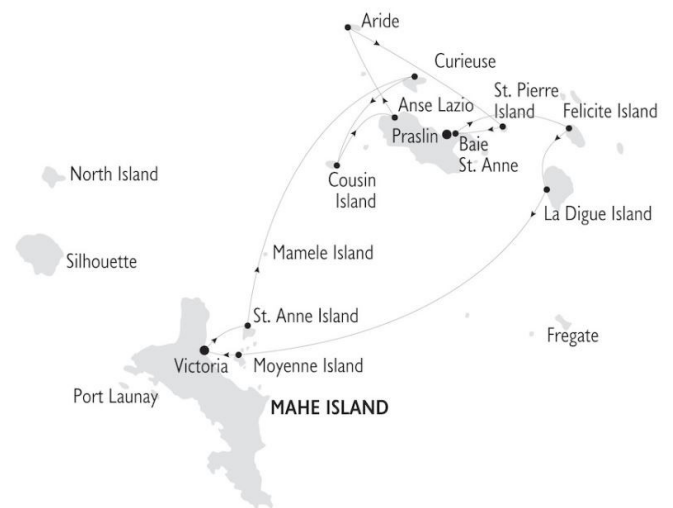 Aride
Curieuse
St. Pierre
Island
Felicite Island
Anse Lazio
Praslin
Baie
St. Anne
North Island
Cousin
Island
La Digue Island
Silhouette
Mamele Island
St. Anne Island
Fregate
Victoria
Moyenne Island
Port Launay
MAHE ISLAND